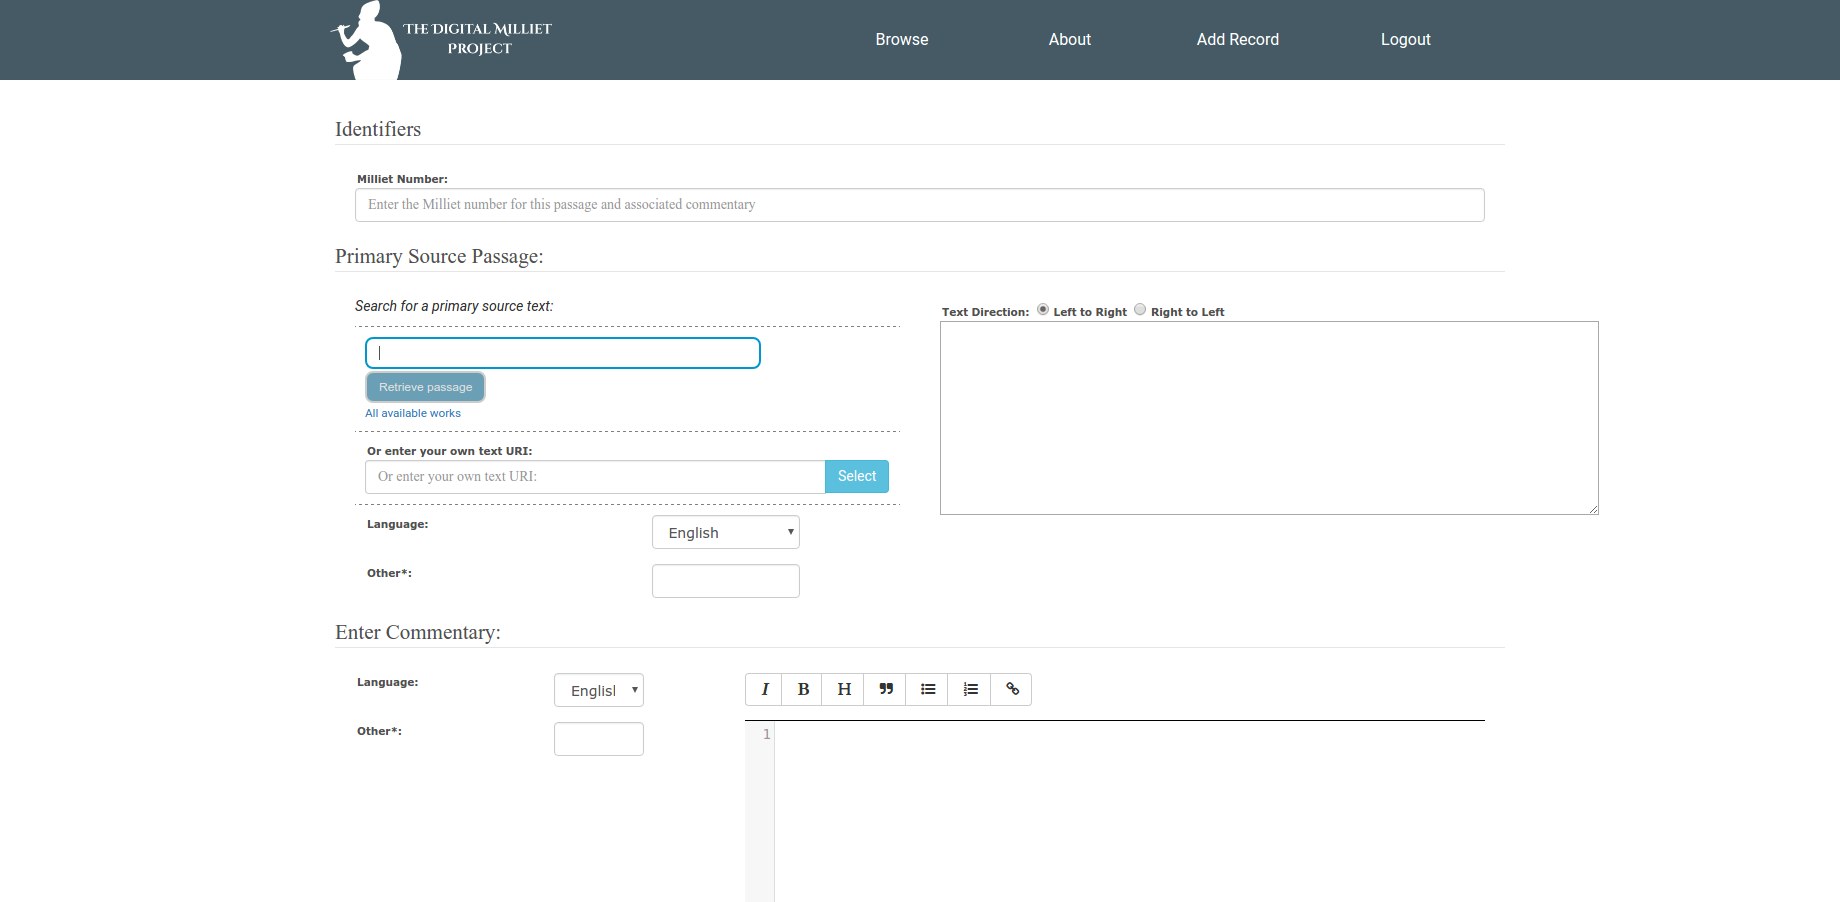 THE DIGITAL MILLIET
PROJECT
Browse
About
Add Record
Logout
Identifiers
Milliet Number:
Enter the Milliet number for this passage and associated commentary
Primary Source Passage:
Search for a primary source text:
Retrieve passage
All available works
Or enter your own text URI:
Or enter your own text URI:
Select
Language:
English
Other*:
Text Direction: Left to Right Right to Left
Enter Commentary:
Language:
Englisl
Other*:
I B H
1